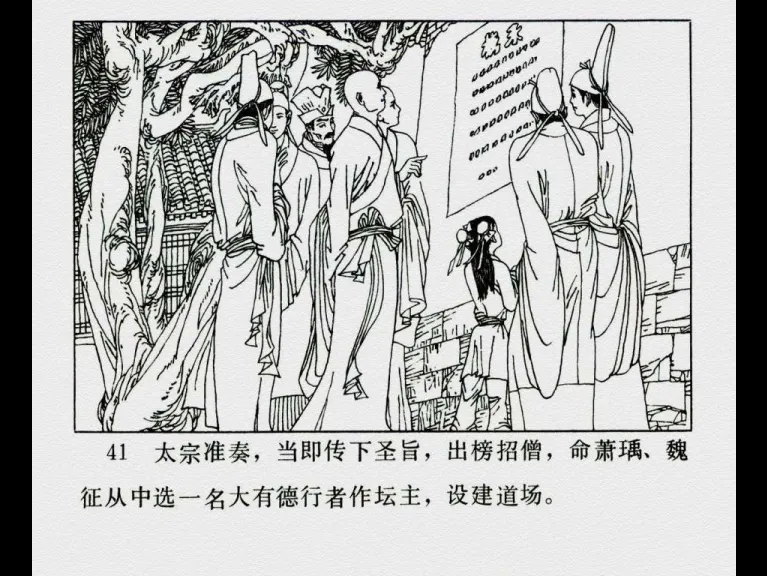 41 太宗准奏，当即传下圣旨，出榜招僧，命萧瑀、魏
征从中选一名大有德行者作坛主，设建道场。